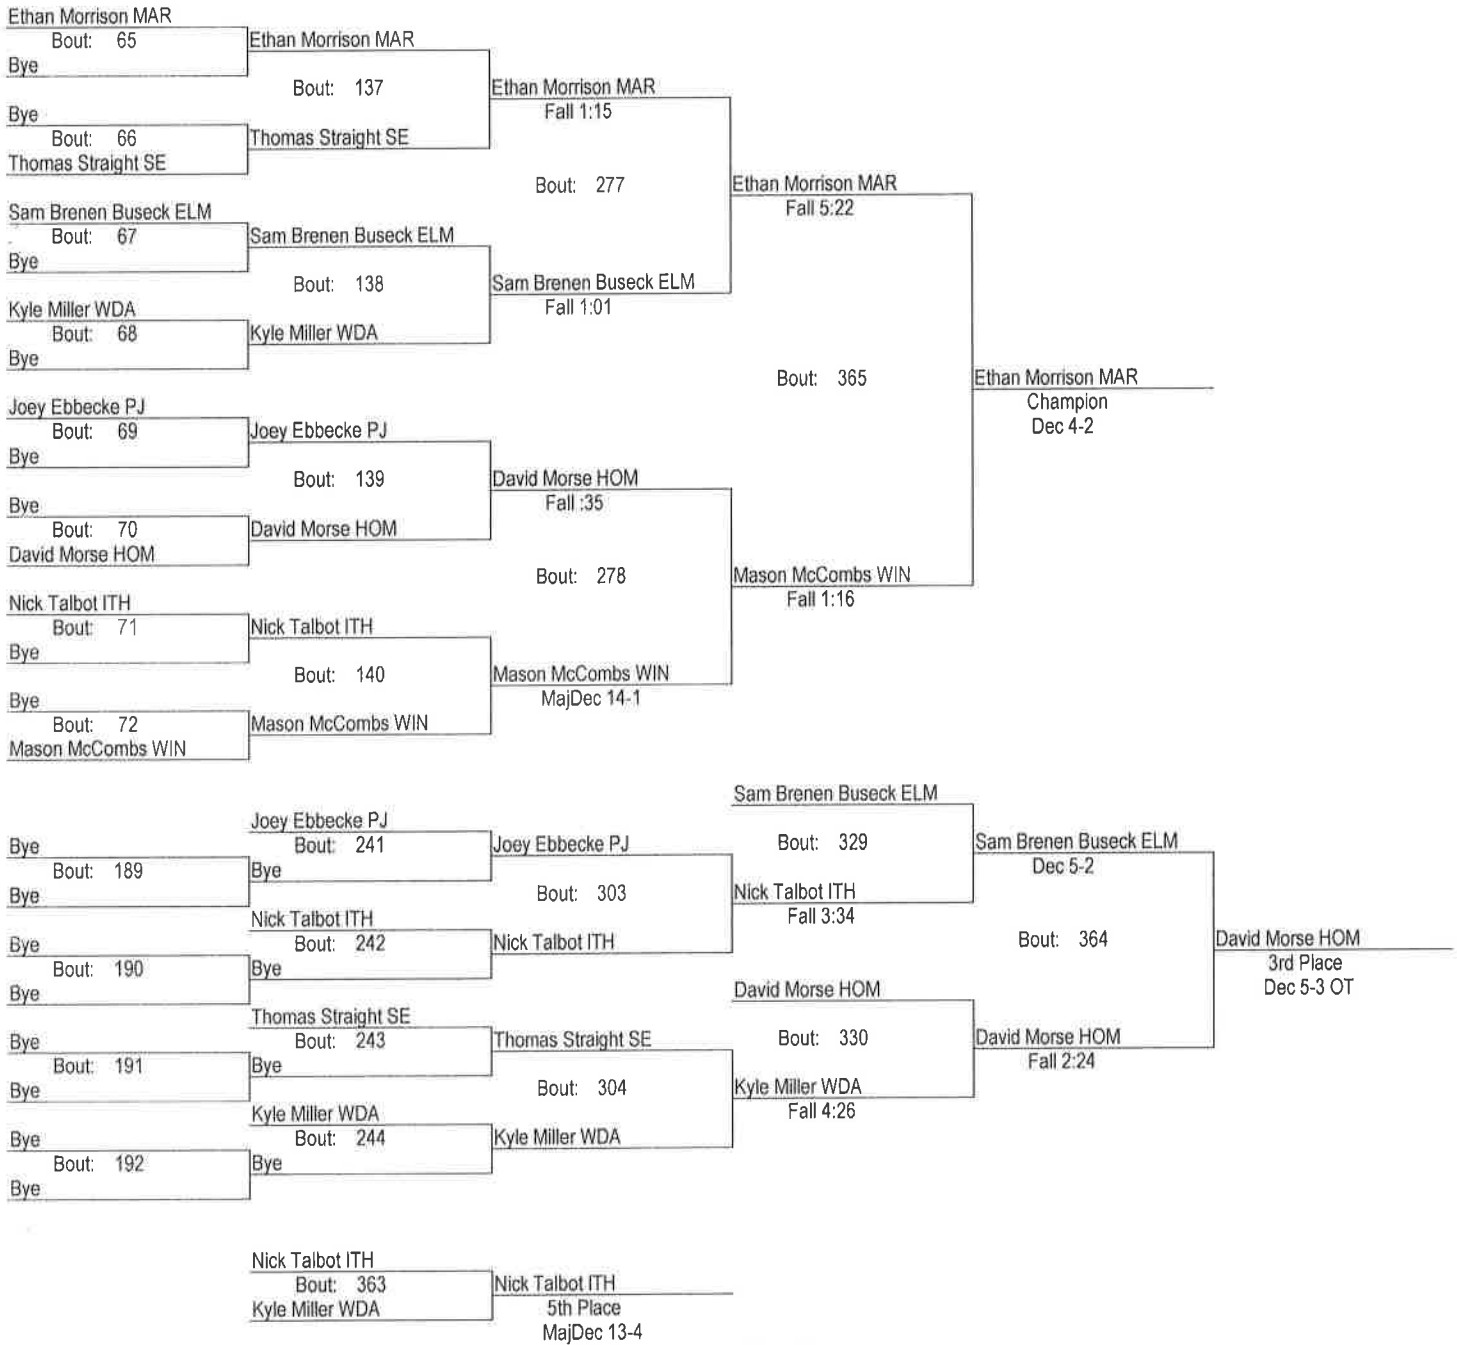 Ethan Morrison MAR
Bout: 65
Bye
Ethan Morrison MAR
Bout: 137
Bye
Bout: 66
Thomas Straight SE
Thomas Straight SE
Ethan Morrison MAR
Fall 1:15
Bout: 277
Sam Brenen Buseck ELM
Bout: 67
Bye
Sam Brenen Buseck ELM
Bout: 138
Kyle Miller WDA
Bout: 68
Bye
Kyle Miller WDA
Sam Brenen Buseck ELM
Fall 1:01
Ethan Morrison MAR
Fall 5:22
Bout: 365
Joey Ebbecke PJ
Bout: 69
Bye
Joey Ebbecke PJ
Bout: 139
Bye
Bout: 70
David Morse HOM
David Morse HOM
David Morse HOM
Fall :35
Bout: 278
Nick Talbot ITH
Bout: 71
Bye
Nick Talbot ITH
Bout: 140
Bye
Bout: 72
Mason McCombs WIN
Mason McCombs WIN
Mason McCombs WIN
MajDec 14-1
Mason McCombs WIN
Fall 1:16
Ethan Morrison MAR
Champion
Dec 4-2
Bye
Bout: 189
Bye
Joey Ebbecke PJ
Bout: 241
Bye
Joey Ebbecke PJ
Bout: 303
Bye
Bout: 190
Bye
Nick Talbot ITH
Bout: 242
Bye
Nick Talbot ITH
Sam Brenen Buseck ELM
Bout: 329
Nick Talbot ITH
Fall 3:34
Sam Brenen Buseck ELM
Dec 5-2
Bout: 364
Bye
Bout: 191
Bye
Thomas Straight SE
Bout: 243
Bye
Thomas Straight SE
Bout: 304
Bye
Bout: 192
Bye
Kyle Miller WDA
Bout: 244
Bye
Kyle Miller WDA
David Morse HOM
Bout: 330
Kyle Miller WDA
Fall 4:26
David Morse HOM
Fall 2:24
David Morse HOM
3rd Place
Dec 5-3 OT
Nick Talbot ITH
Bout: 363
Kyle Miller WDA
Nick Talbot ITH
5th Place
MajDec 13-4